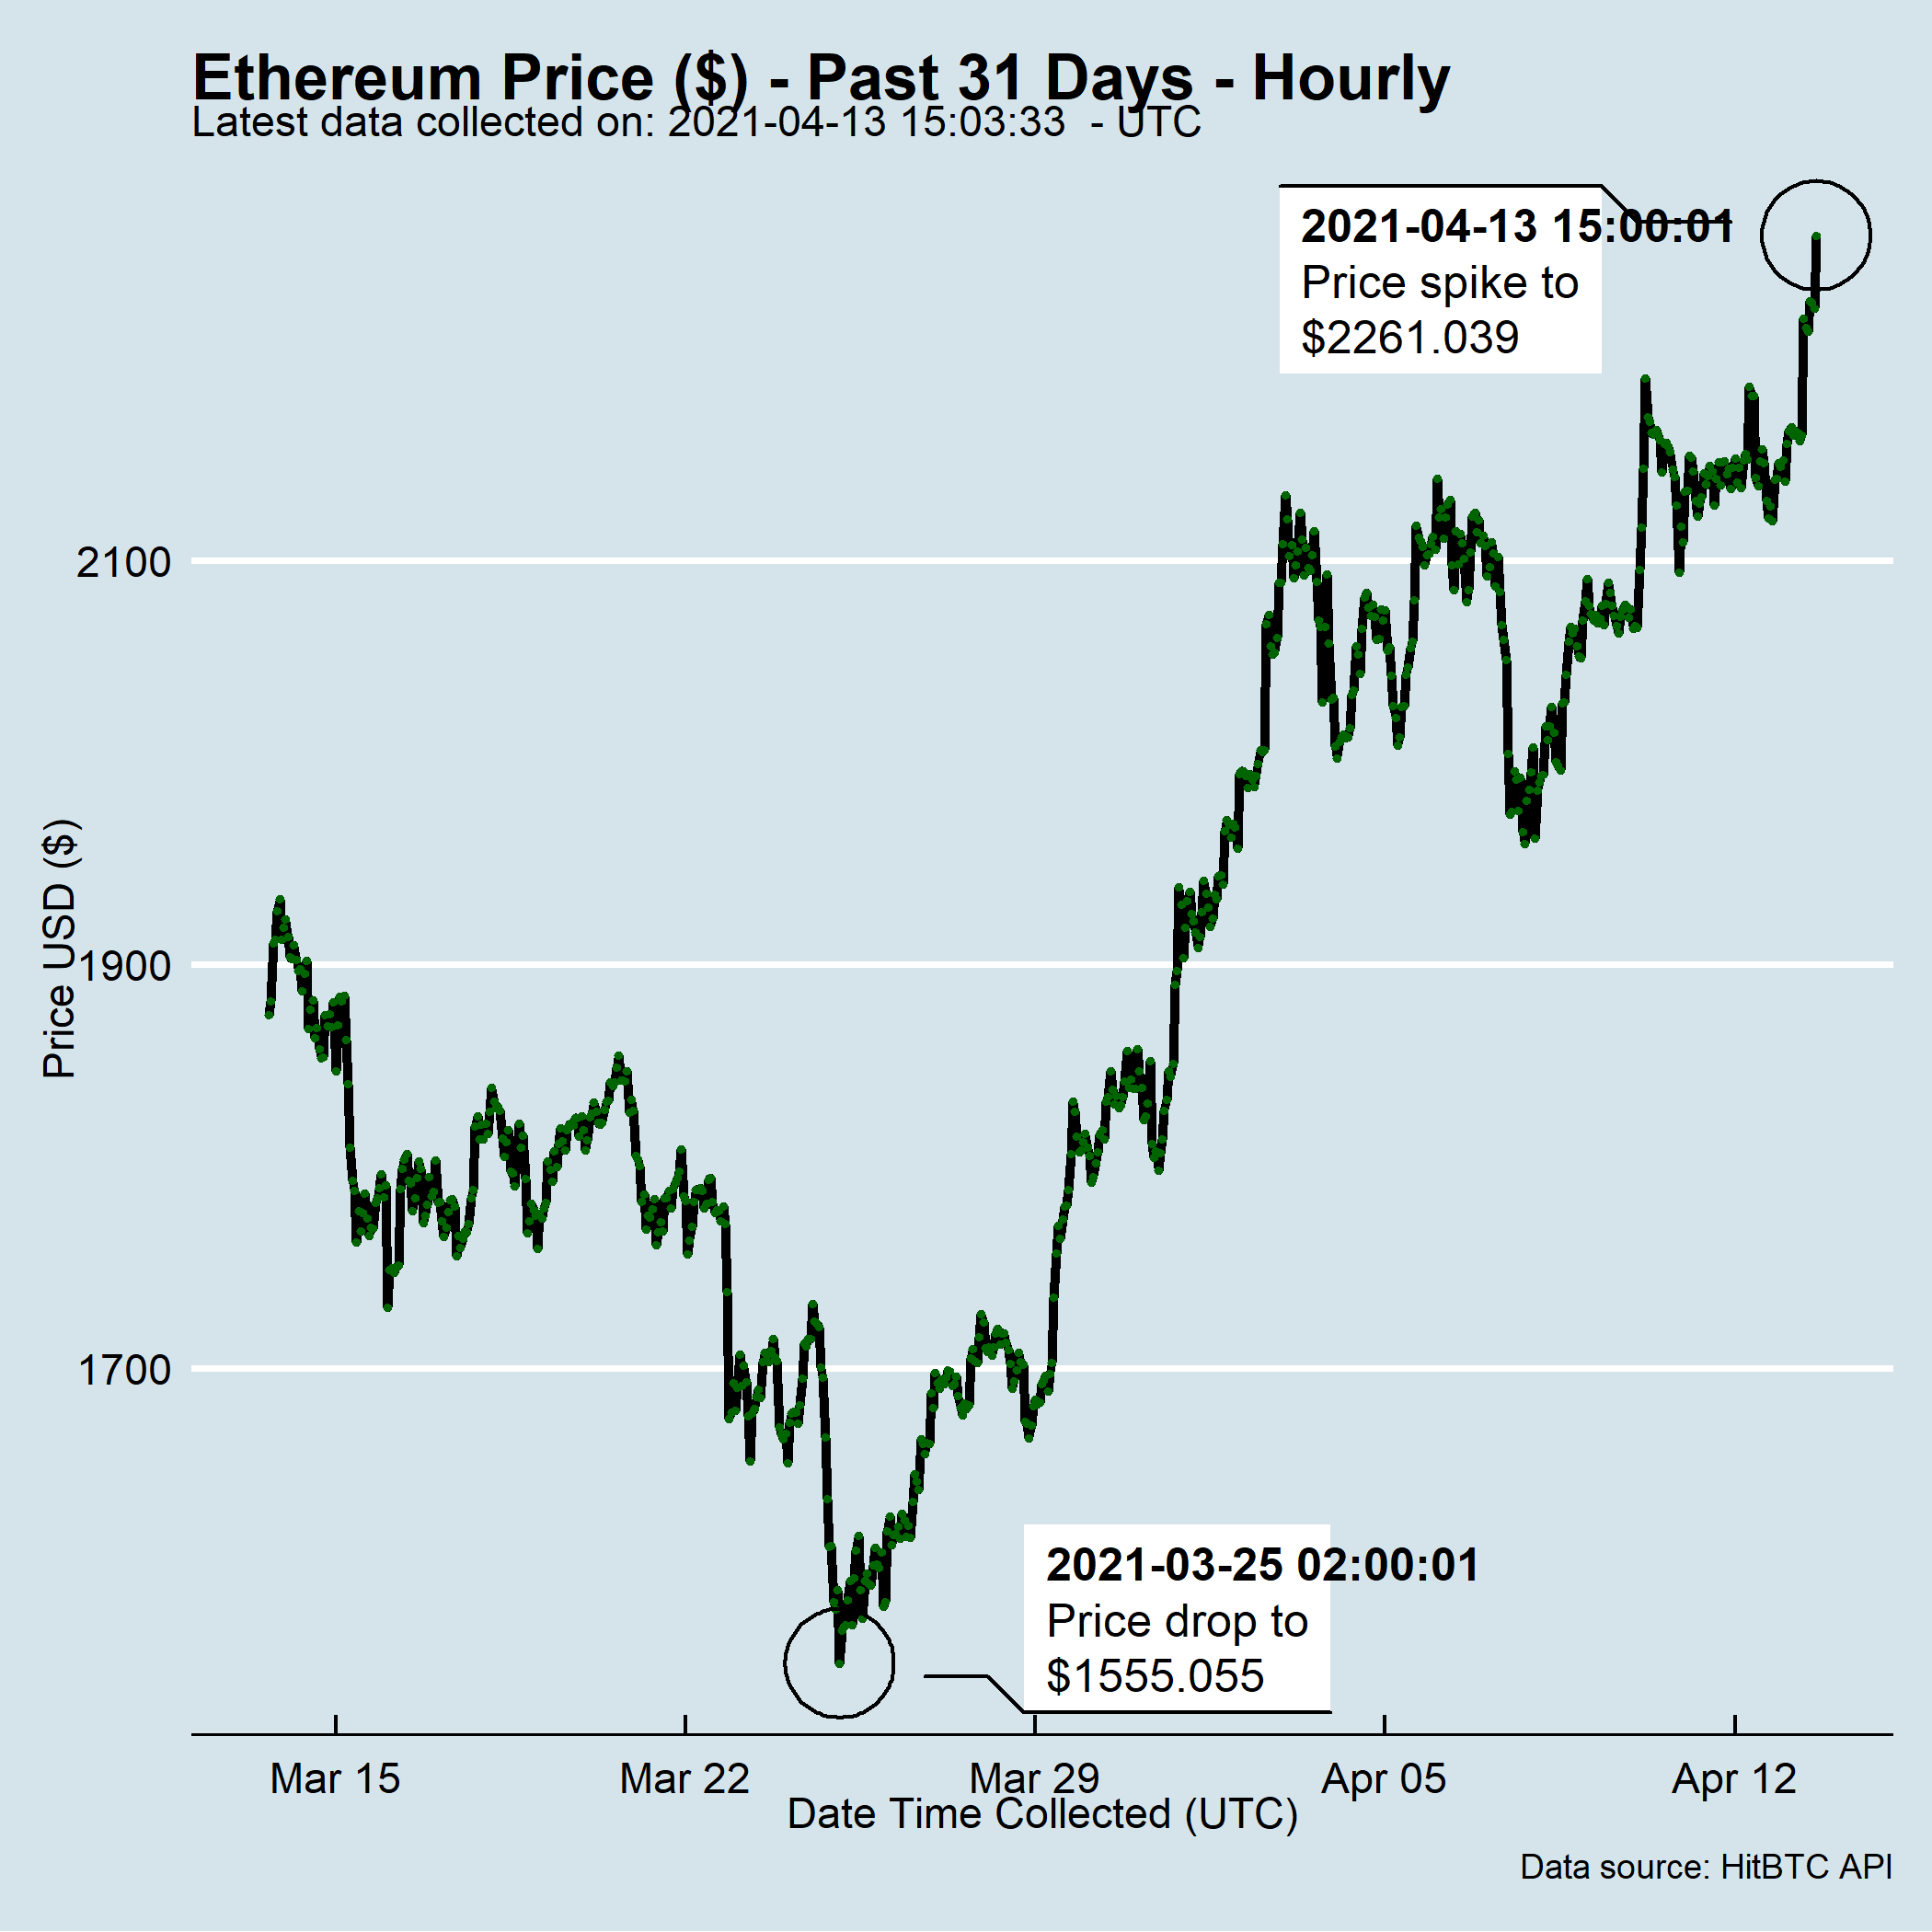 Ethereum Price ($) - Past 31 Days - Hourly
Latest data collected on: 2021-04-13 15:03:33  - UTC
2021-04-13 15:00:01
Price spike to
$2261.039
2100
1900
1700
Price USD ($)
2021-03-25 02:00:01
Price drop to
$1555.055
Mar 15
Mar 22
Mar 29
Apr 05
Apr 12
Date Time Collected (UTC)
Data source: HitBTC API